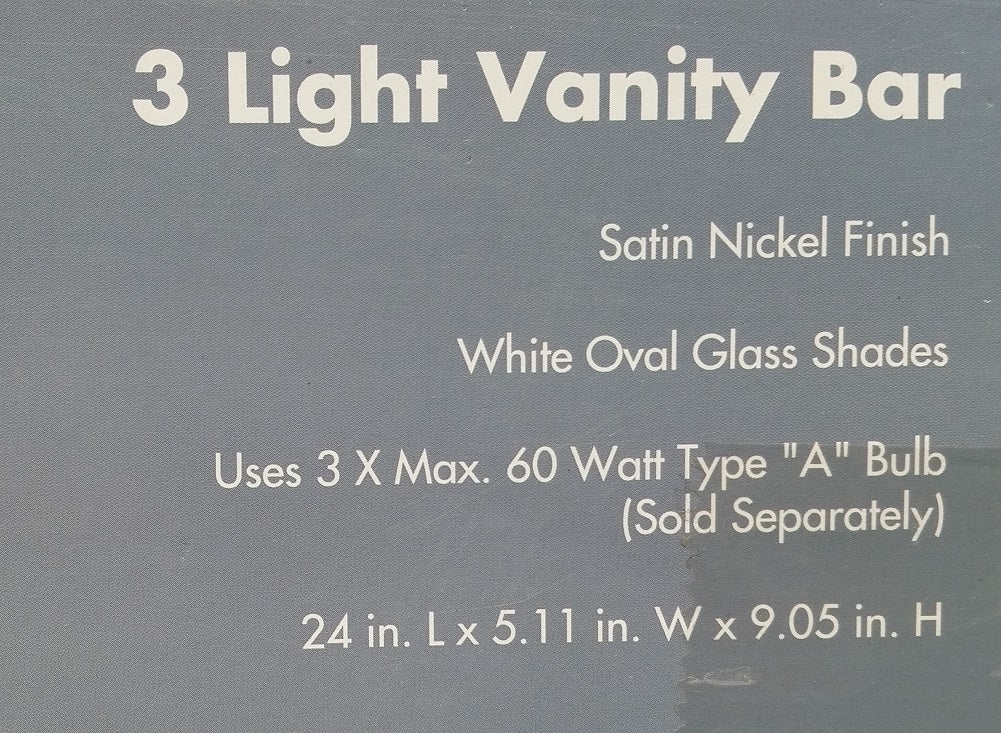 3 Light Vanity Bar
Satin Nickel Finish
White Oval Glass Shades
Uses 3 X Max. 60 Watt Type "A" Bulb
(Sold Separately)
24 in. L x 5.11 in. W x 9.05 in. H